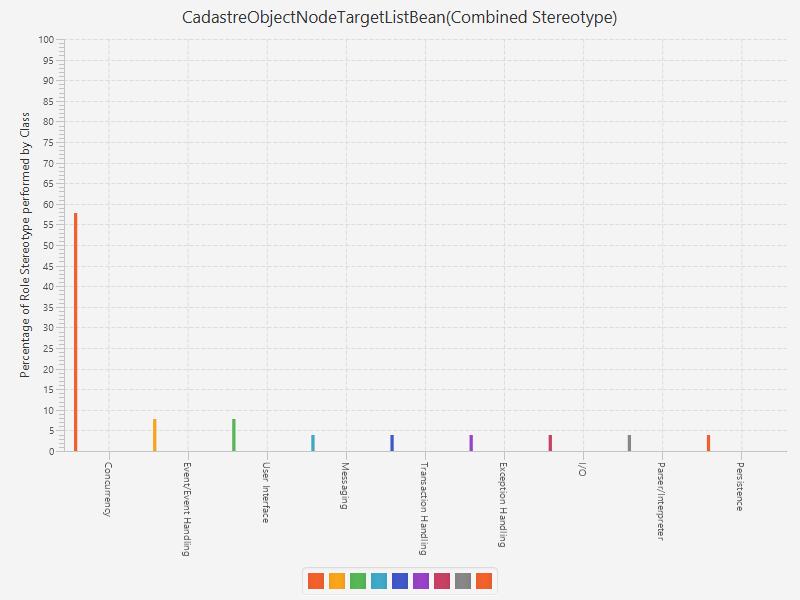 CadastreObjectNodeTargetListBean(Combined Stereotype)
Percentage of Role Stereotype performed by Class
100
95
90
85
80
75
70
65
60
55
50
45
40
35
30
25
20
15
10
5
0
Concurrency
Event/Event Handling
User Interface
Messaging
Transaction Handling
Exception Handling
I/O
Parser/Interpreter
Persistence